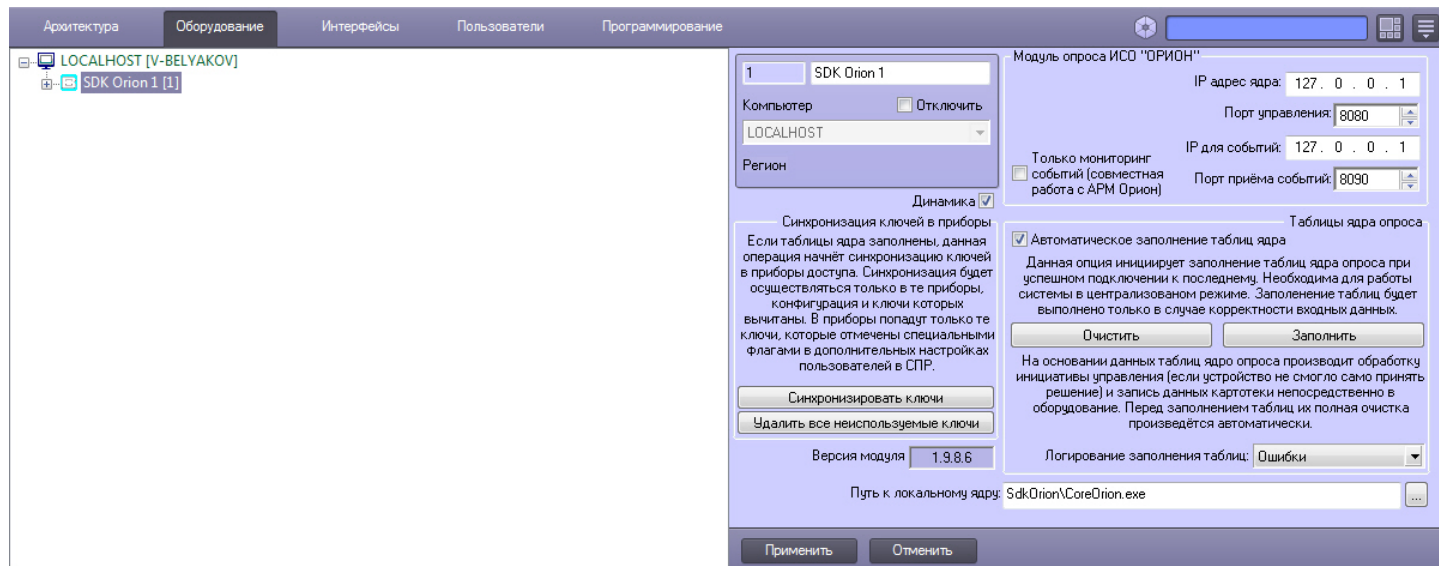 Архитектура Оборудование Интерфейсы Пользователи Программирование
LOCALHOST [V-BELYAKOV]
SDK Orion 1 [1]
1 SDK Orion 1
Компьютер Отключить
LOCALHOST
Регион
Динамика
Синхронизация ключей в приборы
Если таблицы ядра заполнены, данная
операция начнёт синхронизацию ключей
в приборы доступа. Синхронизация будет
осуществляться только в те приборы,
конфигурация и ключи которых
вычитаны. В приборы попадут только те
ключи, которые отмечены специальными
флагами в дополнительных настройках
пользователей в СПР.
Синхронизировать ключи
Удалить все неиспользуемые ключи
Версия модуля 1.9.8.6
Модуль опроса ИСО "ОРИОН"
IP адрес ядра: 127 . 0 . 0 . 1
Порт управления: 8080
IP для событий: 127 . 0 . 0 . 1
Только мониторинг
событий (совместная
работа с АРМ Орион)
Порт приёма событий: 8090
Таблицы ядра опроса
Автоматическое заполнение таблиц ядра
Данная опция инициирует заполнение таблиц ядра опроса при
успешном подключении к последнему. Необходима для работы
системы в централизованом режиме. Заполенение таблиц будет
выполнено только в случае корректности входных данных.
Очистить Заполнить
На основании данных таблиц ядро опроса производит обработку
инициативы управления (если устройство не смогло само принять
решение) и запись данных картотеки непосредственно в
оборудование. Перед заполнением таблиц их полная очистка
произведётся автоматически.
Логирование заполнения таблиц: Ошибки
Путь к локальному ядру: SdkOrion\CoreOrion.exe ...
Применить Отменить